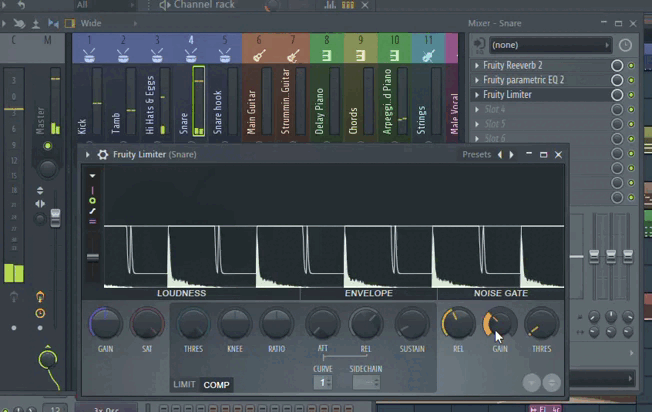 All
Channel rack
Wide
Mixer - Snare
C M 1 2 3 4 5 6 7 8 9 10 11
(none)
Fruity Reeverb 2
Fruity parametric EQ 2
Fruity Limiter
Slot 4
Slot 5
Slot 6
Master
Kick
Tamb
Hi Hats & Eggs
Snare
Snare hook
Main Guitar
Strummin. Guitar
Delay Piano
Chords
Arpeggi.d Piano
Strings
Male Vocal
Fruity Limiter (Snare)
Presets
LOUDNESS ENVELOPE NOISE GATE
GAIN SAT THRES KNEE RATIO ATT REL SUSTAIN REL GAIN THRES
CURVE SIDECHAIN
1
LIMIT COMP
3x Osc